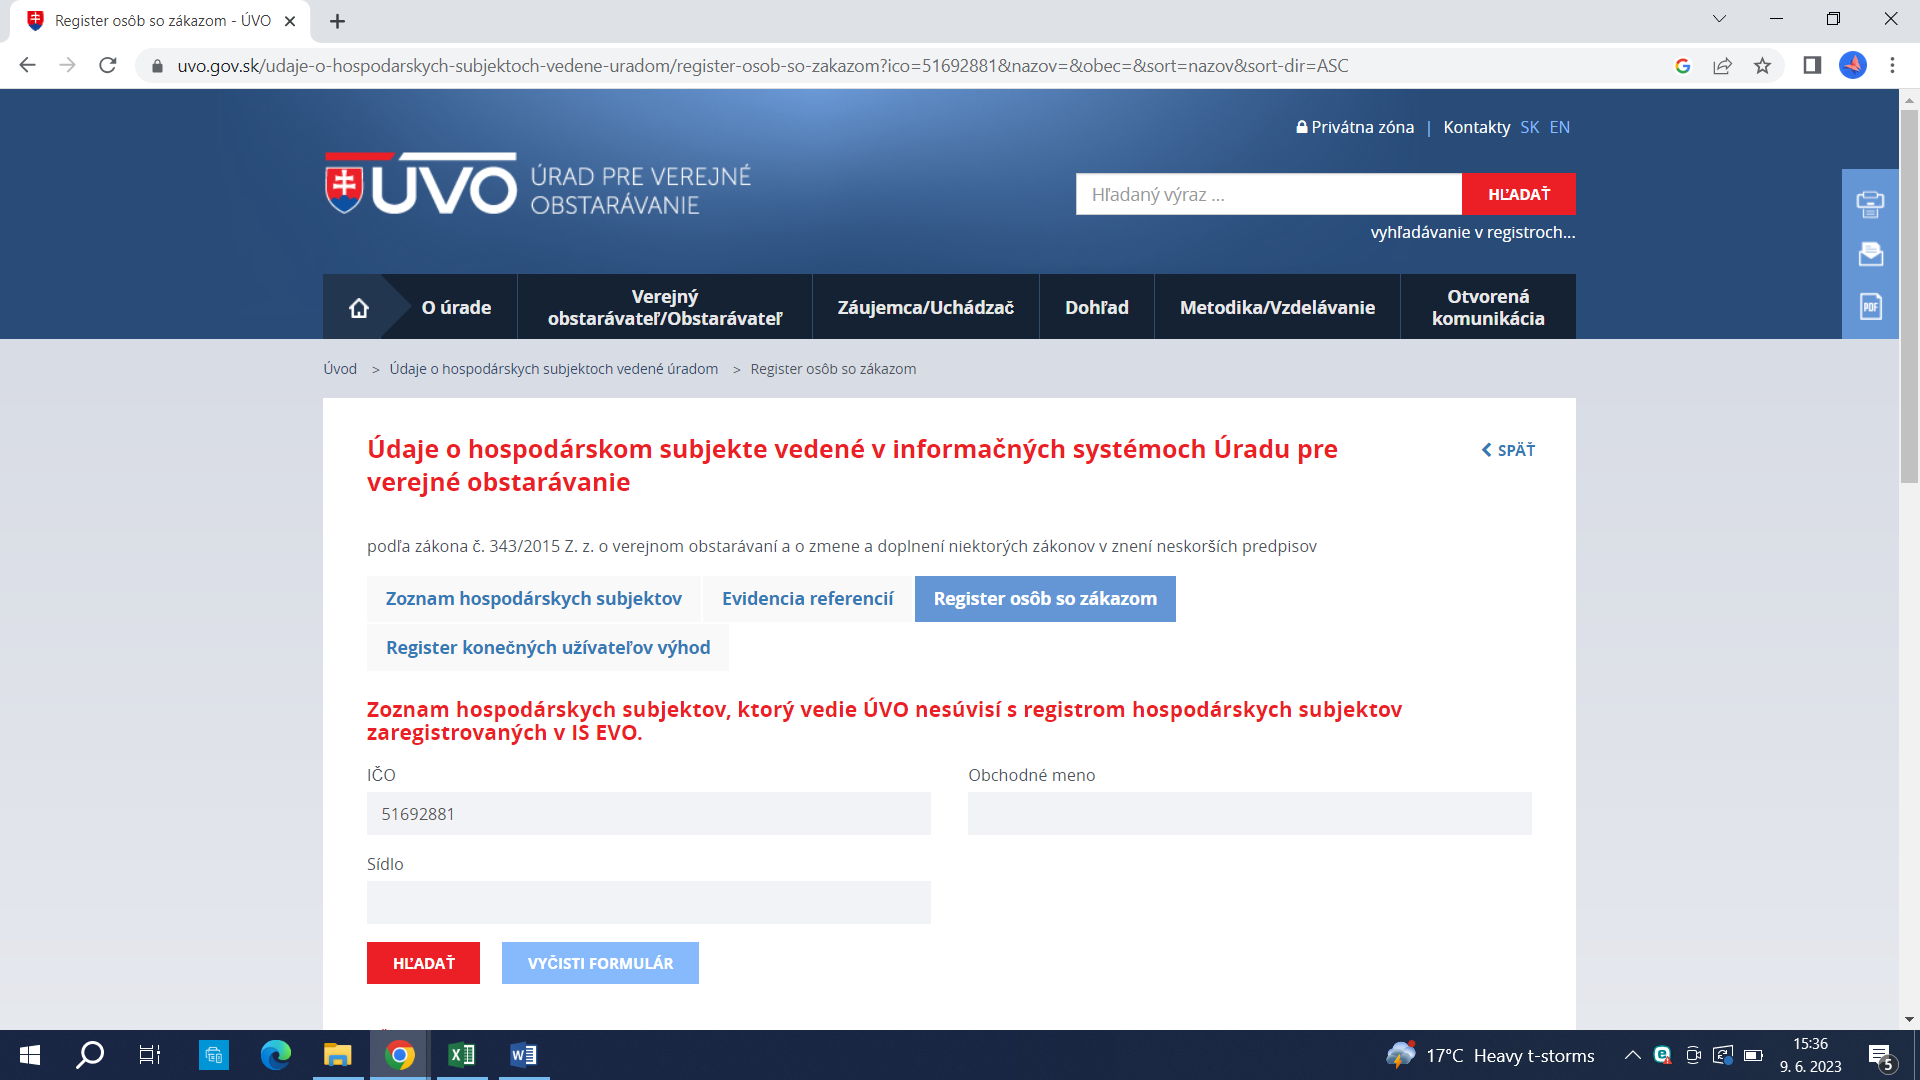 Register osôb so zákazom - ÚVO
uvo.gov.sk/udaje-o-hospodarskych-subjektoch-vedene-uradom/register-osob-so-zakazom?ico=51692881&nazov=&obec=&sort=nazov&sort-dir=ASC
Privátna zóna | Kontakty SK EN
ÚVO ÚRAD PRE VEREJNÉ
OBSTARÁVANIE
Hľadaný výraz ...
HĽADAŤ
vyhľadávanie v registroch...
O úrade
Verejný
obstarávateľ/Obstarávateľ
Záujemca/Uchádzač
Dohľad
Metodika/Vzdelávanie
Otvorená
komunikácia
PDF
Úvod > Údaje o hospodárskych subjektoch vedené úradom > Register osôb so zákazom
Údaje o hospodárskom subjekte vedené v informačných systémoch Úradu pre
verejné obstarávanie
SPÄŤ
podľa zákona č. 343/2015 Z. z. o verejnom obstarávaní a o zmene a doplnení niektorých zákonov v znení neskorších predpisov
Zoznam hospodárskych subjektov
Evidencia referencií
Register osôb so zákazom
Register konečných užívateľov výhod
Zoznam hospodárskych subjektov, ktorý vedie ÚVO nesúvisí s registrom hospodárskych subjektov
zaregistrovaných v IS EVO.
IČO
Obchodné meno
51692881
Sídlo
HĽADAŤ
VYČISTI FORMULÁR
17°C Heavy t-storms
15:36
9. 6. 2023
5